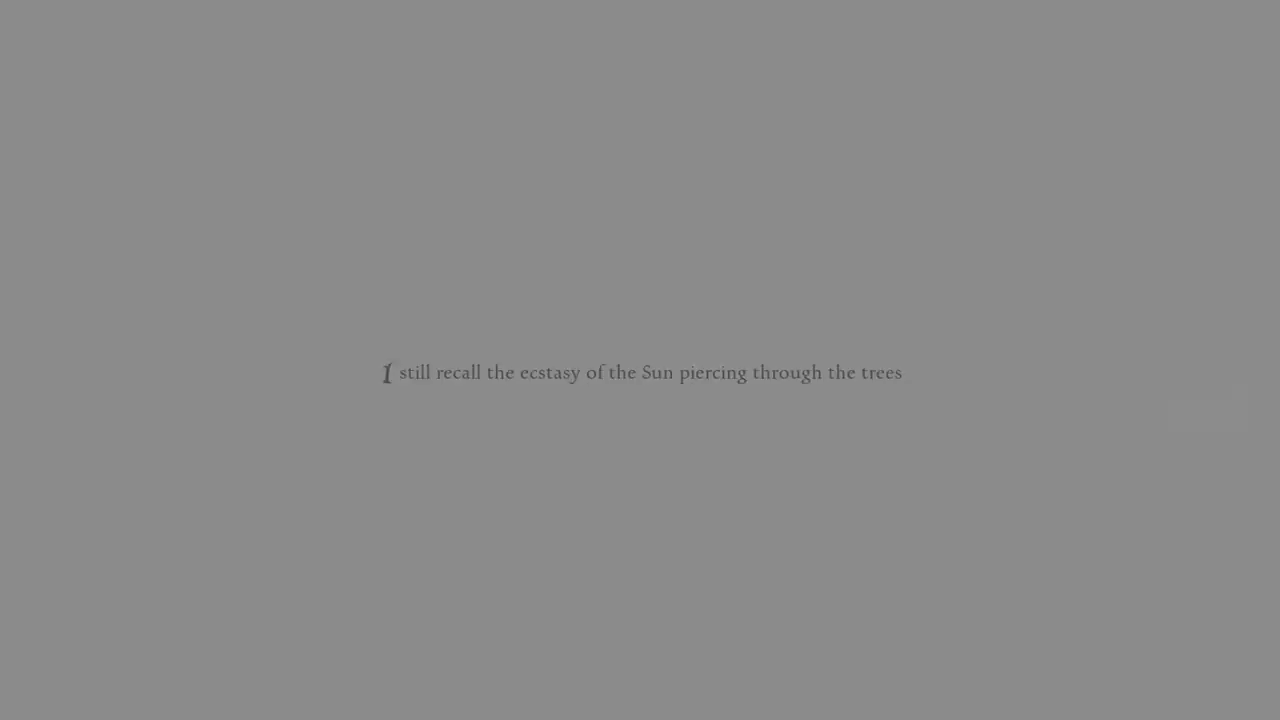 I still recall the ecstasy of the Sun piercing through the trees